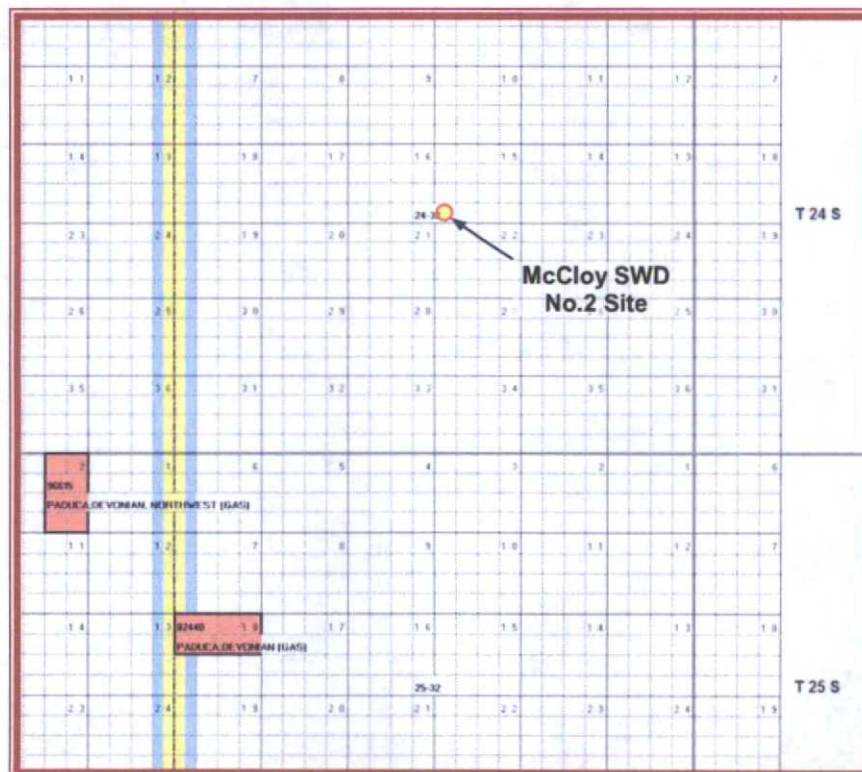 11 12 7 8 9 10 11 12 7
14 13 18 17 16 15 14 13 18
T 24 S
23 24 19 20 21 22 23 24 19
McCloy SWD
No.2 Site
26 25 30 29 28 25 30
35 36 31 32 33 34 35 36 31
2 1 6 5 4 3 2 1 6
PADUCA;DEVONIAN, NORTHWEST (GAS)
11 12 7 8 9 10 11 12 7
14 13 82440 18 17 16 15 14 13 18
PADUCA;DEVONIAN (GAS)
25-32
T 25 S
23 24 19 20 21 22 23 24 19